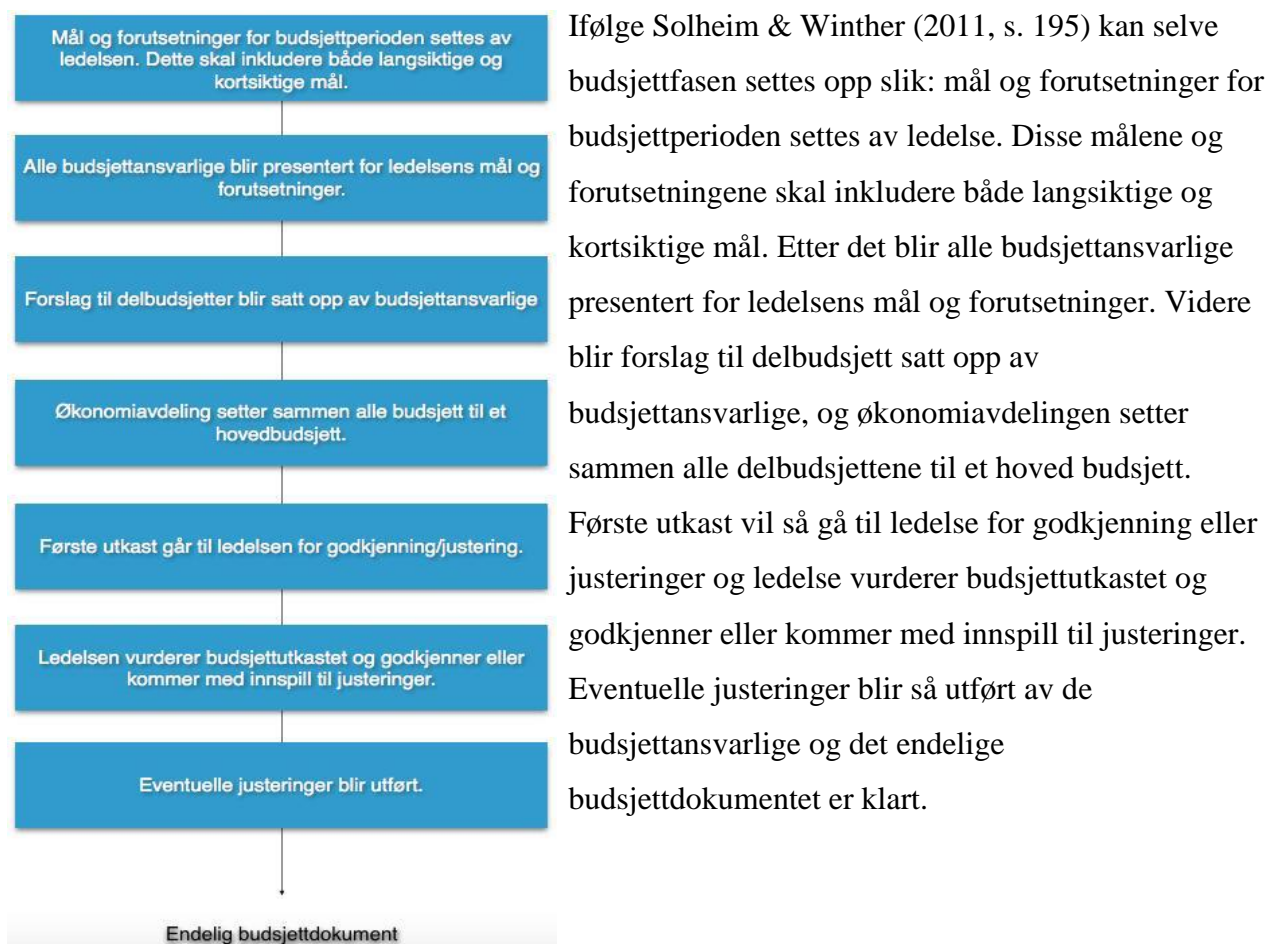 Mål og forutsetninger for budsjettperioden settes av
ledelsen. Dette skal inkludere både langsiktige og
kortsiktige mål.
Alle budsjettansvarlige blir presentert for ledelsens mål og
forutsetninger.
Forslag til delbudsjetter blir satt opp av budsjettansvarlige
Økonomiavdeling setter sammen alle budsjett til et
hovedbudsjett.
Første utkast går til ledelsen for godkjenning/justering.
Ledelsen vurderer budsjettutkastet og godkjenner eller
kommer med innspill til justeringer.
Eventuelle justeringer blir utført.
Endelig budsjettdokument
Ifølge Solheim & Winther (2011, s. 195) kan selve
budsjettfasen settes opp slik: mål og forutsetninger for
budsjettperioden settes av ledelse. Disse målene og
forutsetningene skal inkludere både langsiktige og
kortsiktige mål. Etter det blir alle budsjettansvarlige
presentert for ledelsens mål og forutsetninger. Videre
blir forslag til delbudsjett satt opp av
budsjettansvarlige, og økonomiavdelingen setter
sammen alle delbudsjettene til et hoved budsjett.
Første utkast vil så gå til ledelse for godkjenning eller
justeringer og ledelse vurderer budsjettutkastet og
godkjenner eller kommer med innspill til justeringer.
Eventuelle justeringer blir så utført av de
budsjettansvarlige og det endelige
budsjettdokumentet er klart.